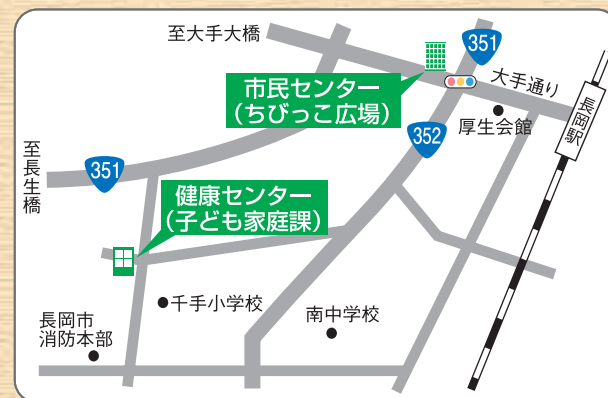 至大手大橋
351
大手通り
市民センター
(ちびっこ広場)
厚生会館
長岡駅
352
至長生橋
351
健康センター
(子ども家庭課)
千手小学校
南中学校
長岡市
消防本部